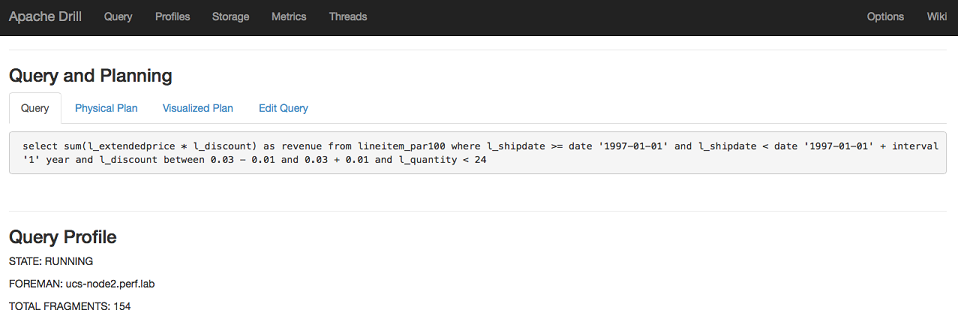 Apache Drill Query Profiles Storage Metrics Threads Options Wiki
Query and Planning
Query Physical Plan Visualized Plan Edit Query
select sum(l_extendedprice * l_discount) as revenue from lineitem_par100 where l_shipdate >= date '1997-01-01' and l_shipdate < date '1997-01-01' + interval
'1' year and l_discount between 0.03 - 0.01 and 0.03 + 0.01 and l_quantity < 24
Query Profile
STATE: RUNNING
FOREMAN: ucs-node2.perf.lab
TOTAL FRAGMENTS: 154